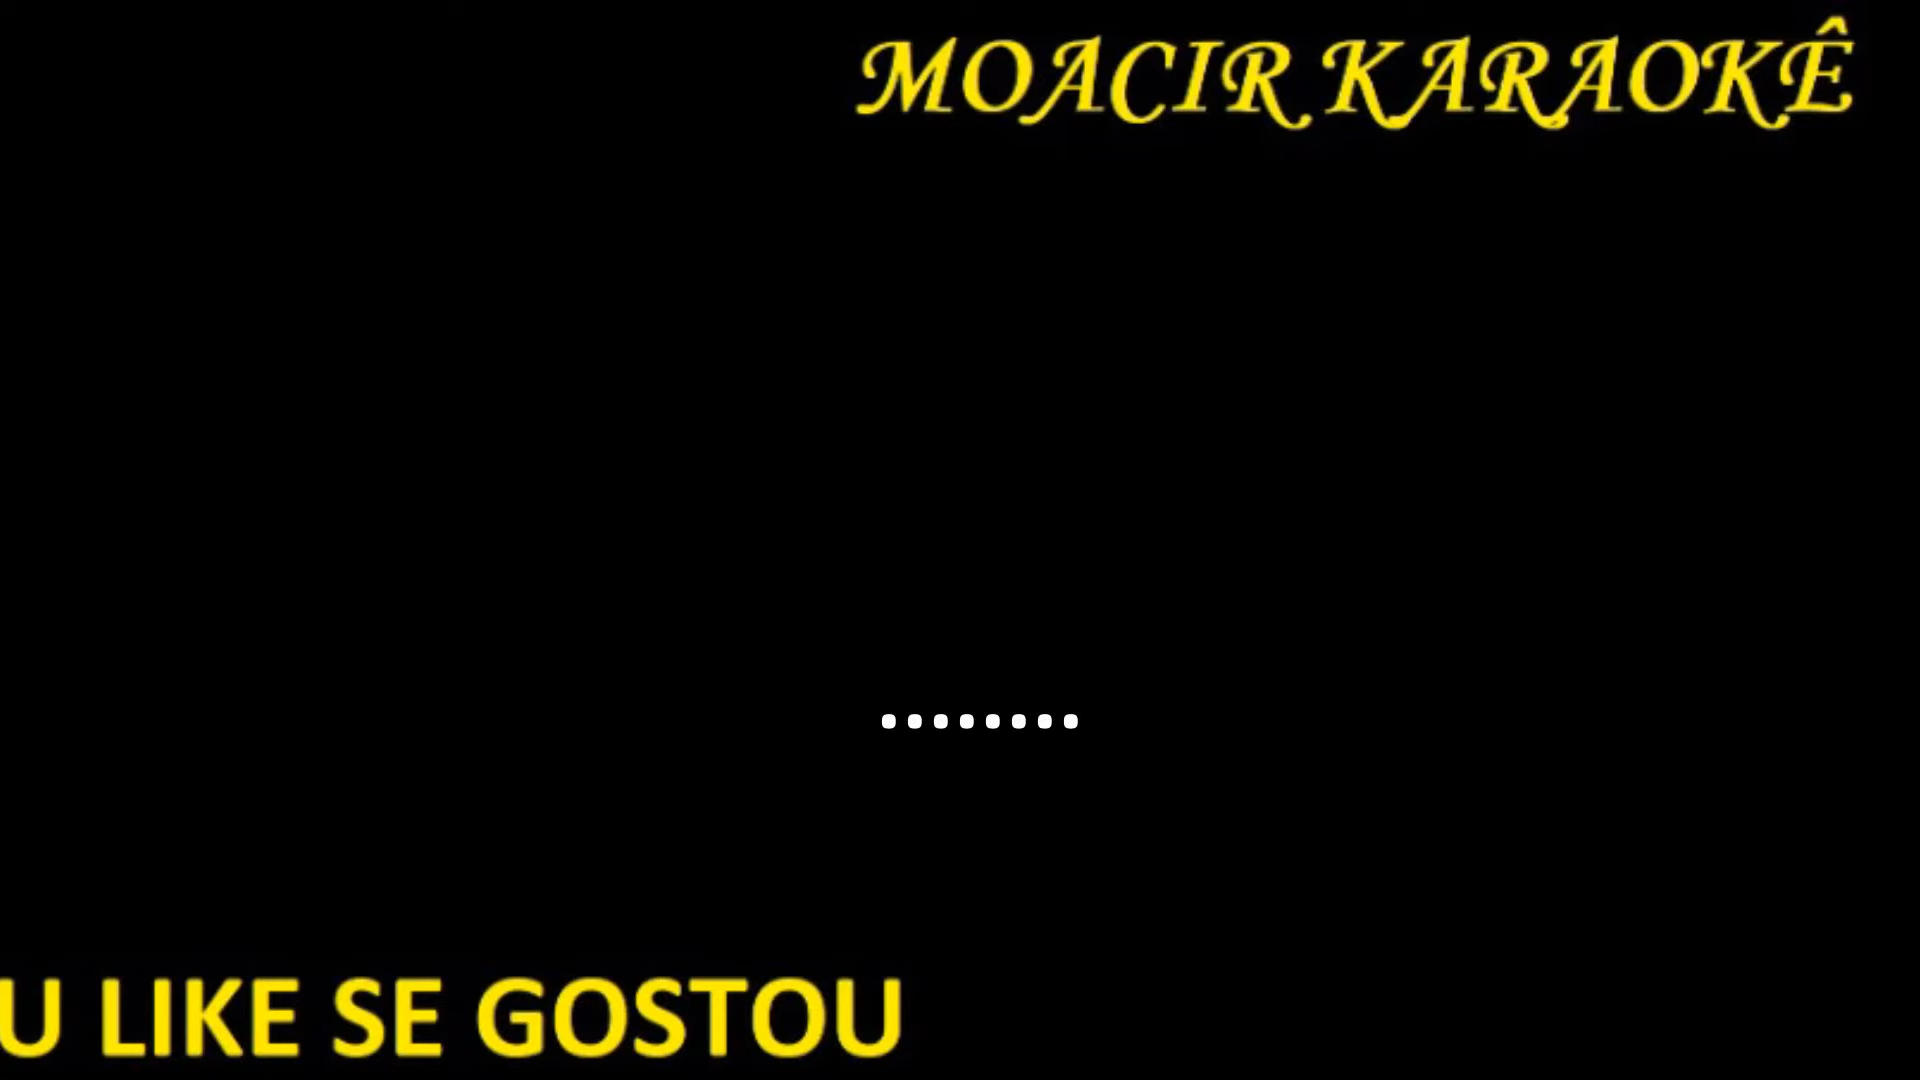 MOACIR KARAOKÊ
........
U LIKE SE GOSTOU